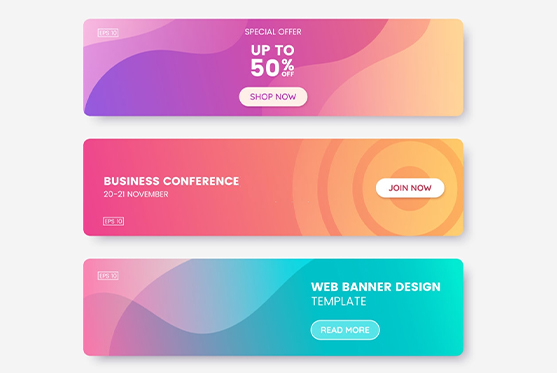 EPS 10
SPECIAL OFFER
UP TO
50% OFF
SHOP NOW
BUSINESS CONFERENCE
20-21 NOVEMBER
JOIN NOW
EPS 10
EPS 10
WEB BANNER DESIGN
TEMPLATE
READ MORE